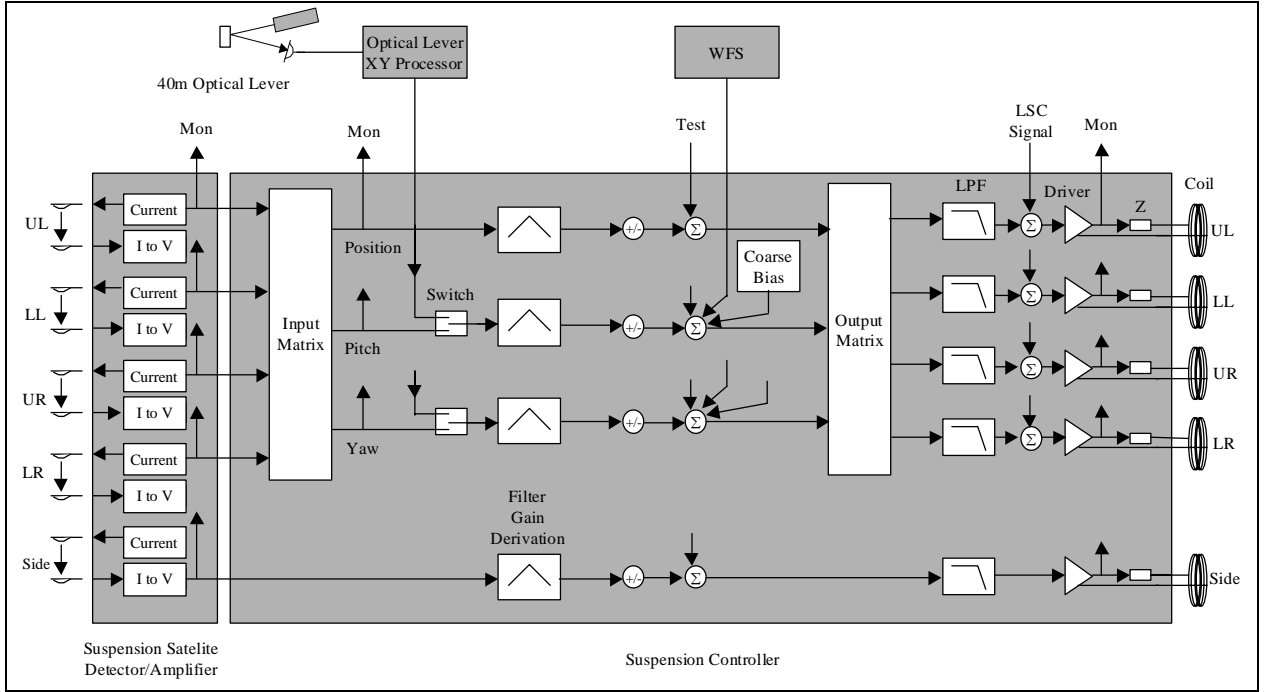 Optical Lever
XY Processor
WFS
40m Optical Lever
Mon
Mon
Test
LSC
Signal
Mon
LPF
Driver
Coil
Z
UL
Current
I to V
Position
+/-
Σ
Σ
UL
Coarse
Bias
LL
Current
I to V
Input
Matrix
Switch
Pitch
+/-
Σ
Output
Matrix
Σ
LL
UR
Current
I to V
Σ
UR
Yaw
+/-
Σ
Σ
LR
LR
Current
I to V
Filter
Gain
Derivation
Side
Current
I to V
+/-
Σ
Side
Suspension Satelite
Detector/Amplifier
Suspension Controller